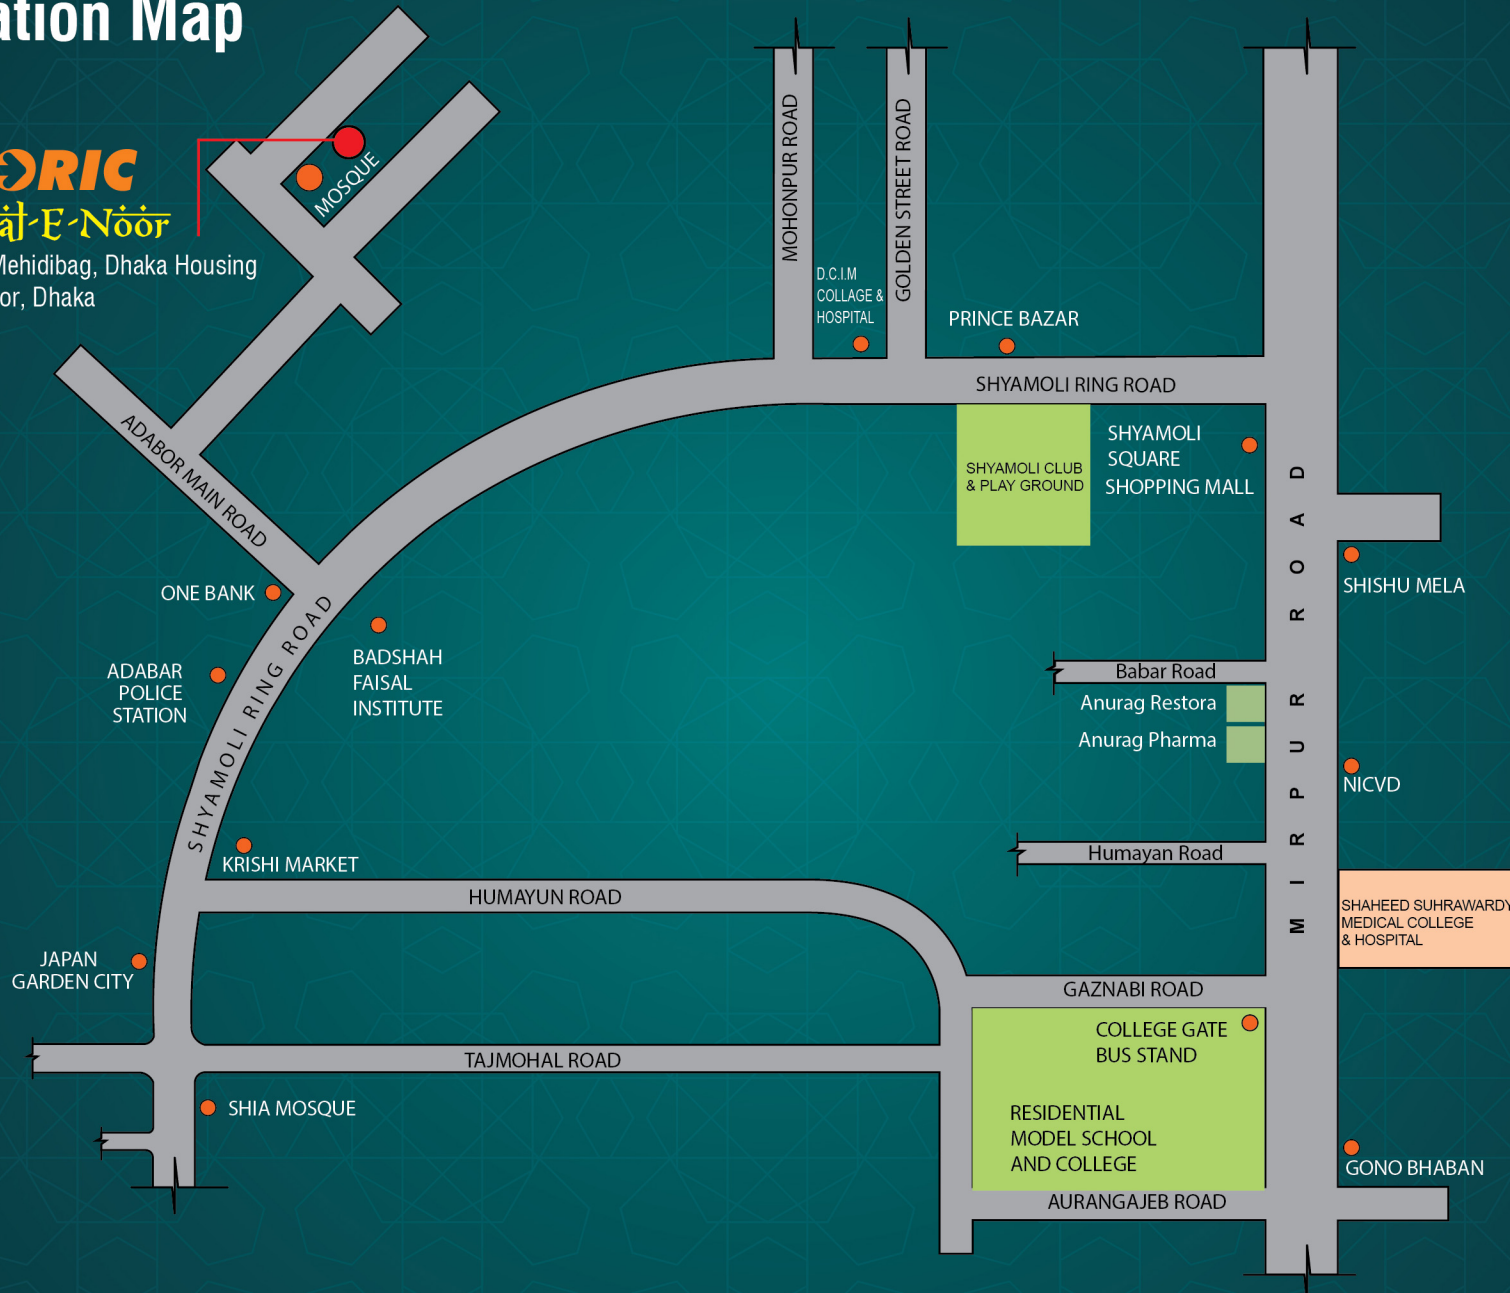 ation Map
ORIC
aj-E-Noor
Mehidibag, Dhaka Housing
or, Dhaka
MOSQUE
MOHONPUR ROAD
GOLDEN STREET ROAD
D.C.I.M
COLLAGE &
HOSPITAL
PRINCE BAZAR
SHYAMOLI RING ROAD
SHYAMOLI CLUB
& PLAY GROUND
SHYAMOLI
SQUARE
SHOPPING MALL
ADABOR MAIN ROAD
MIRPUR ROAD
SHISHU MELA
ONE BANK
SHYAMOLI RING ROAD
BADSHAH
FAISAL
INSTITUTE
ADABAR
POLICE
STATION
Babar Road
Anurag Restora
Anurag Pharma
NICVD
KRISHI MARKET
Humayan Road
HUMAYUN ROAD
SHAHEED SUHRAWARDY
MEDICAL COLLEGE
& HOSPITAL
JAPAN
GARDEN CITY
GAZNABI ROAD
COLLEGE GATE
BUS STAND
TAJMOHAL ROAD
SHIA MOSQUE
RESIDENTIAL
MODEL SCHOOL
AND COLLEGE
GONO BHABAN
AURANGAJEB ROAD